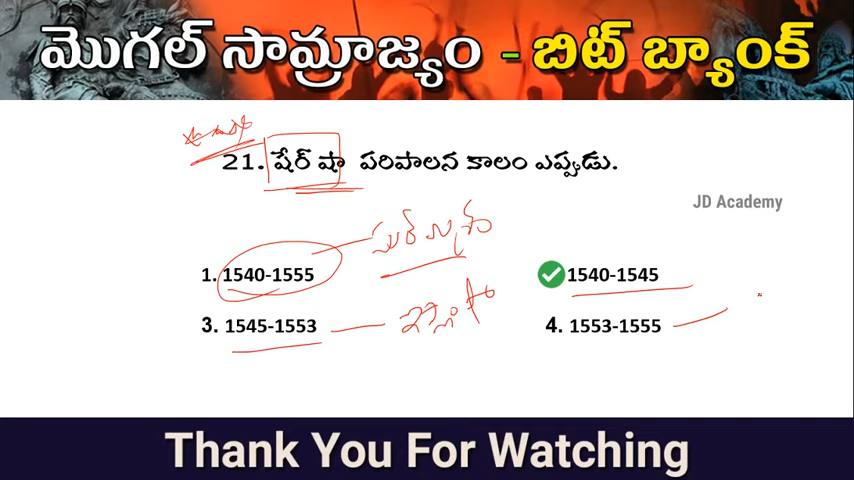 మొగల్ సామ్రాజ్యం - బిట్ బ్యాంక్
21. షేర్ షా పరిపాలన కాలం ఎప్పుడు.
JD Academy
1. 1540-1555
1540-1545
3. 1545-1553
4. 1553-1555
Thank You For Watching